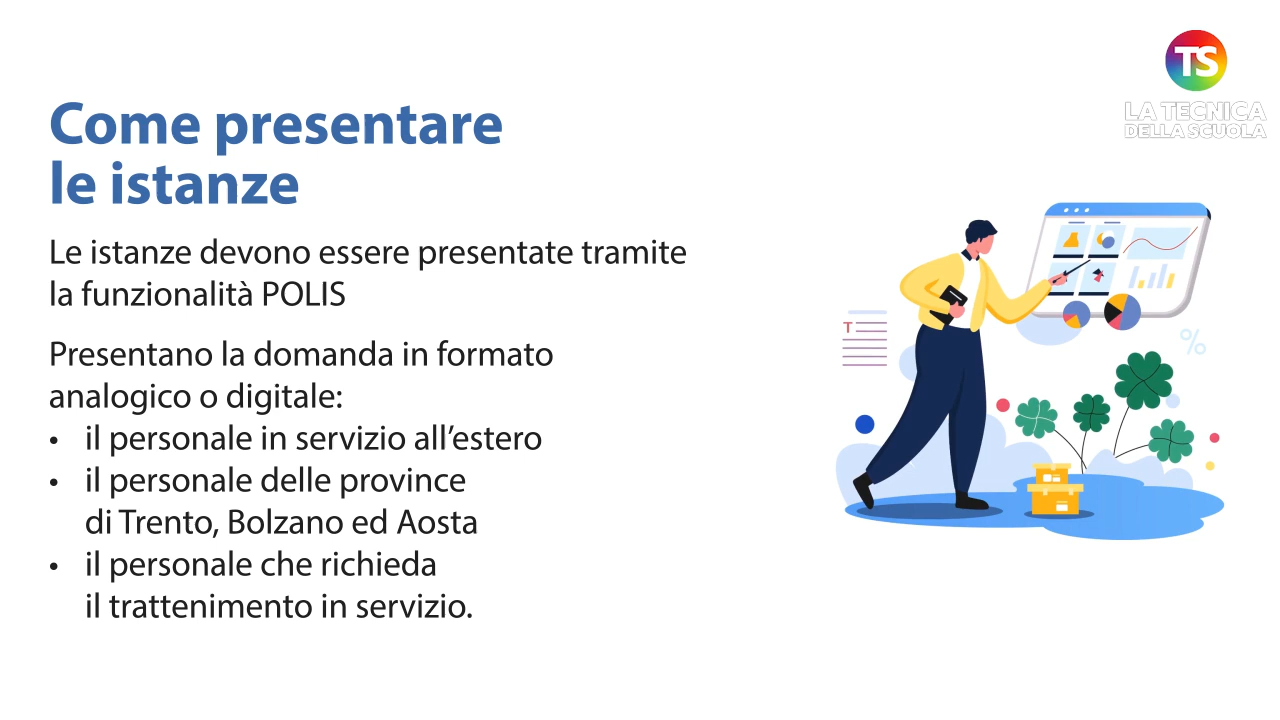 TS
LA TECNICA
DELLA SCUOLA
Come presentare
le istanze
Le istanze devono essere presentate tramite
la funzionalità POLIS
Presentano la domanda in formato
analogico o digitale:
• il personale in servizio all’estero
• il personale delle province
di Trento, Bolzano ed Aosta
• il personale che richieda
il trattenimento in servizio.
T
%